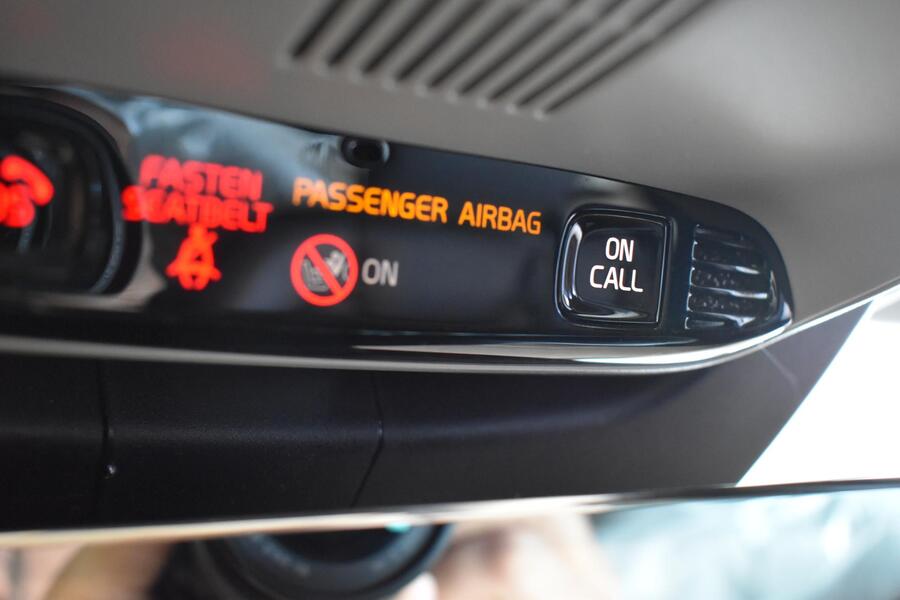 FASTEN
SEATBELT
PASSENGER AIRBAG
ON
ON
CALL